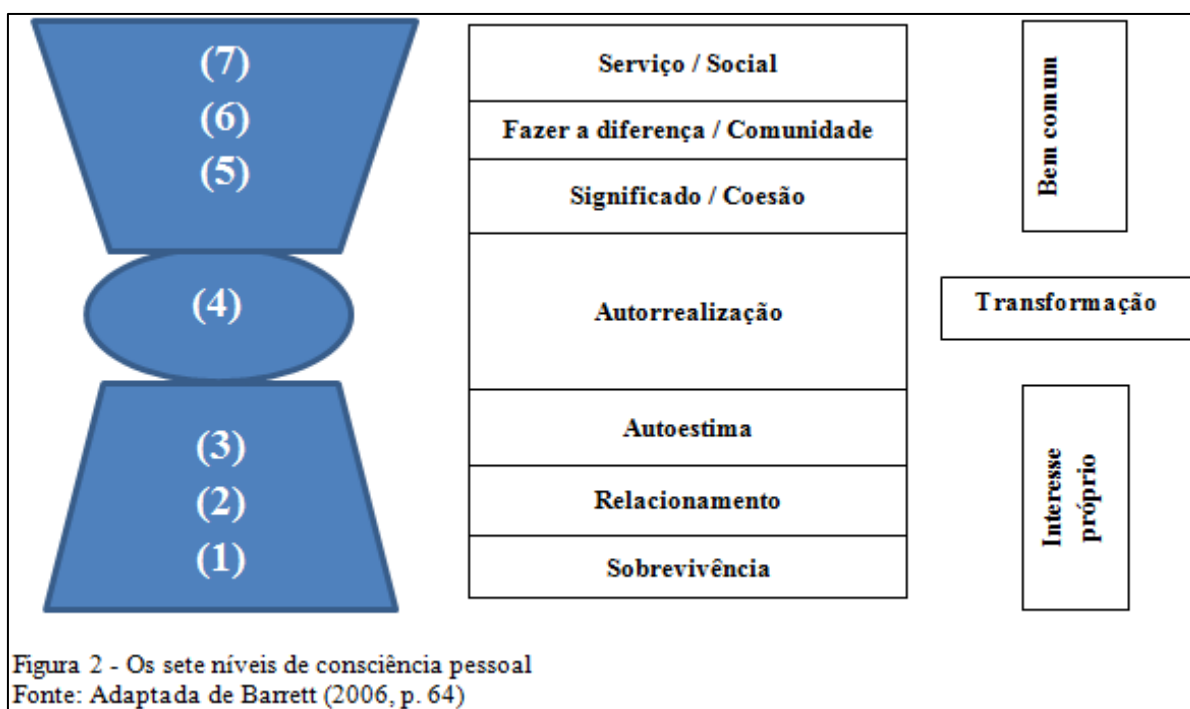 (7)
(6)
(5)
(4)
(3)
(2)
(1)
Serviço / Social
Fazer a diferença / Comunidade
Significado / Coesão
Autorrealização
Autoestima
Relacionamento
Sobrevivência
Bem comum
Transformação
Interesse
próprio
Figura 2 - Os sete níveis de consciência pessoal
Fonte: Adaptada de Barrett (2006, p. 64)